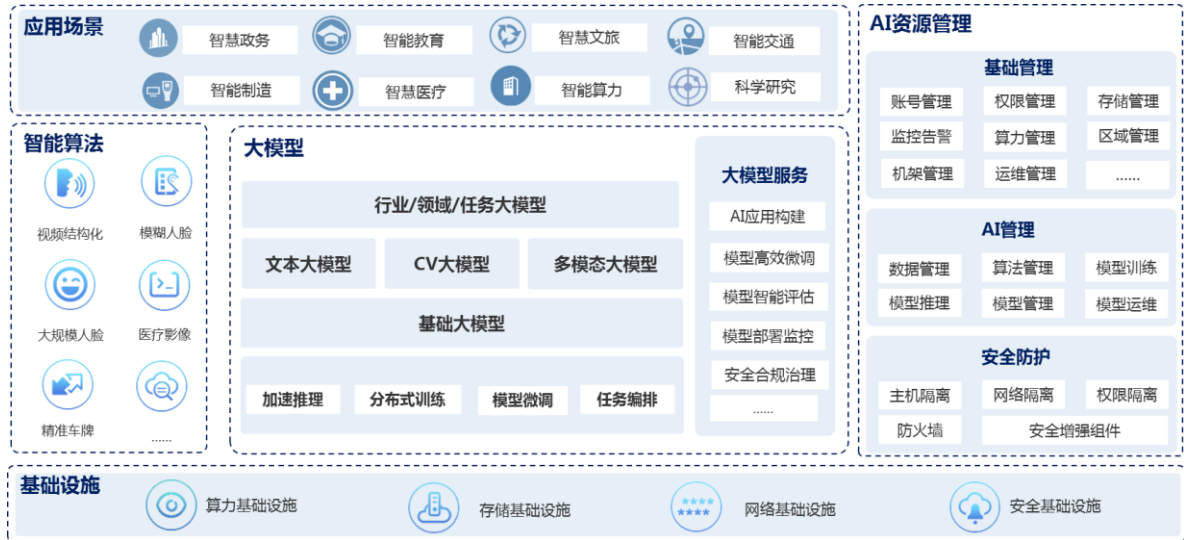 应用场景
智慧政务 智能教育 智慧文旅 智能交通
智能制造 智慧医疗 智能算力 科学研究
智能算法
视频结构化 模糊人脸
大规模人脸 医疗影像
精准车牌 ......
大模型
行业/领域/任务大模型
文本大模型 CV大模型 多模态大模型
基础大模型
加速推理 分布式训练 模型微调 任务编排
大模型服务
AI应用构建
模型高效微调
模型智能评估
模型部署监控
安全合规治理
......
AI资源管理
基础管理
账号管理 权限管理 存储管理
监控告警 算力管理 区域管理
机架管理 运维管理 ......
AI管理
数据管理 算法管理 模型训练
模型推理 模型管理 模型运维
安全防护
主机隔离 网络隔离 权限隔离
防火墙 安全增强组件
基础设施
算力基础设施 存储基础设施 **** **** 网络基础设施 安全基础设施